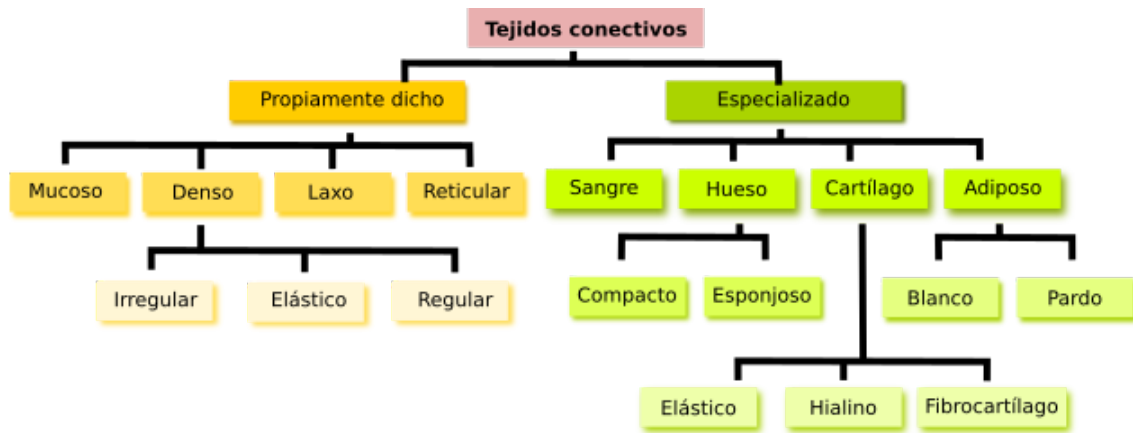 Tejidos conectivos
Propiamente dicho
Especializado
Mucoso
Denso
Laxo
Reticular
Sangre
Hueso
Cartílago
Adiposo
Irregular
Elástico
Regular
Compacto
Esponjoso
Blanco
Pardo
Elástico
Hialino
Fibrocartílago